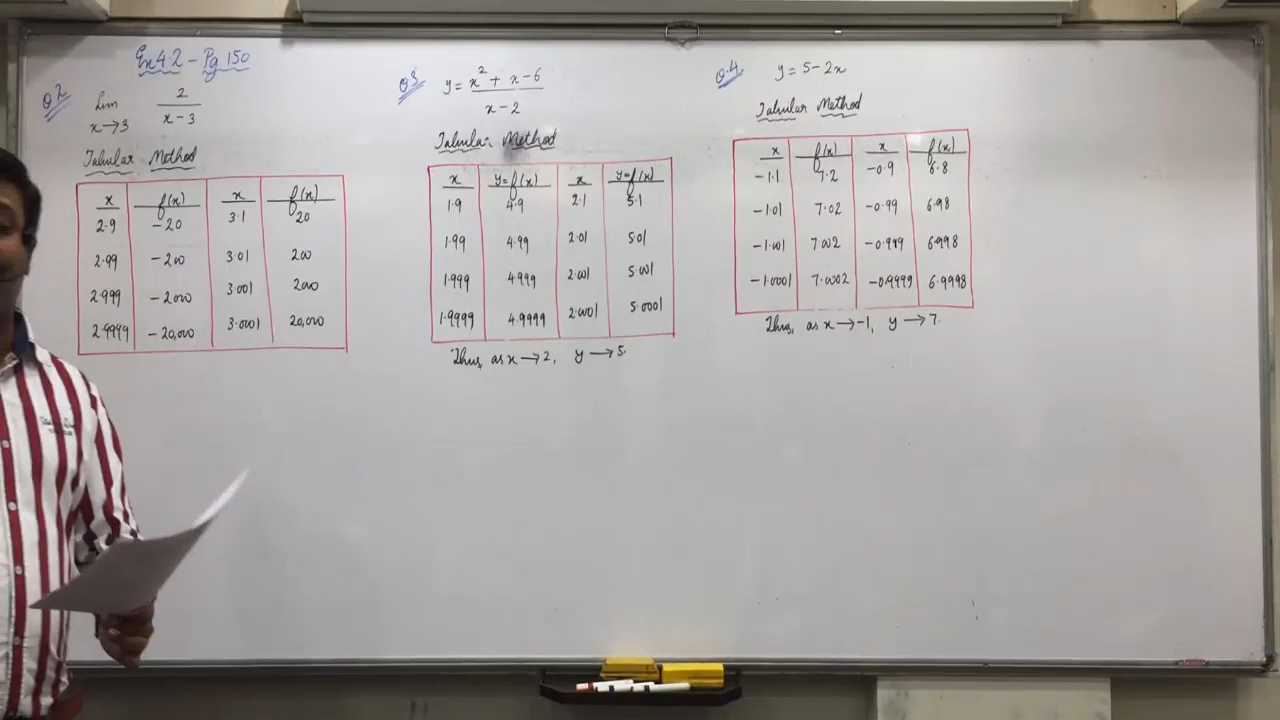 Ex 4.2 - Pg 150
Q2
Lim x→3 2/(x-3)
Tabular Method
x f(x) x f(x)
2.9 -20 3.1 20
2.99 -200 3.01 200
2.999 -2000 3.001 2000
2.9999 -20,000 3.0001 20,000
Q3
y = (x² + x - 6)/(x - 2)
Tabular Method
x y=f(x) x y=f(x)
1.9 4.9 2.1 5.1
1.99 4.99 2.01 5.01
1.999 4.999 2.001 5.001
1.9999 4.9999 2.0001 5.0001
Thus, as x→2, y→5.
Q.4
y = 5-2x
Tabular Method
x f(x) x f(x)
-1.1 7.2 -0.9 6.8
-1.01 7.02 -0.99 6.98
-1.001 7.002 -0.999 6.998
-1.0001 7.0002 -0.9999 6.9998
Thus, as x→-1, y→7.